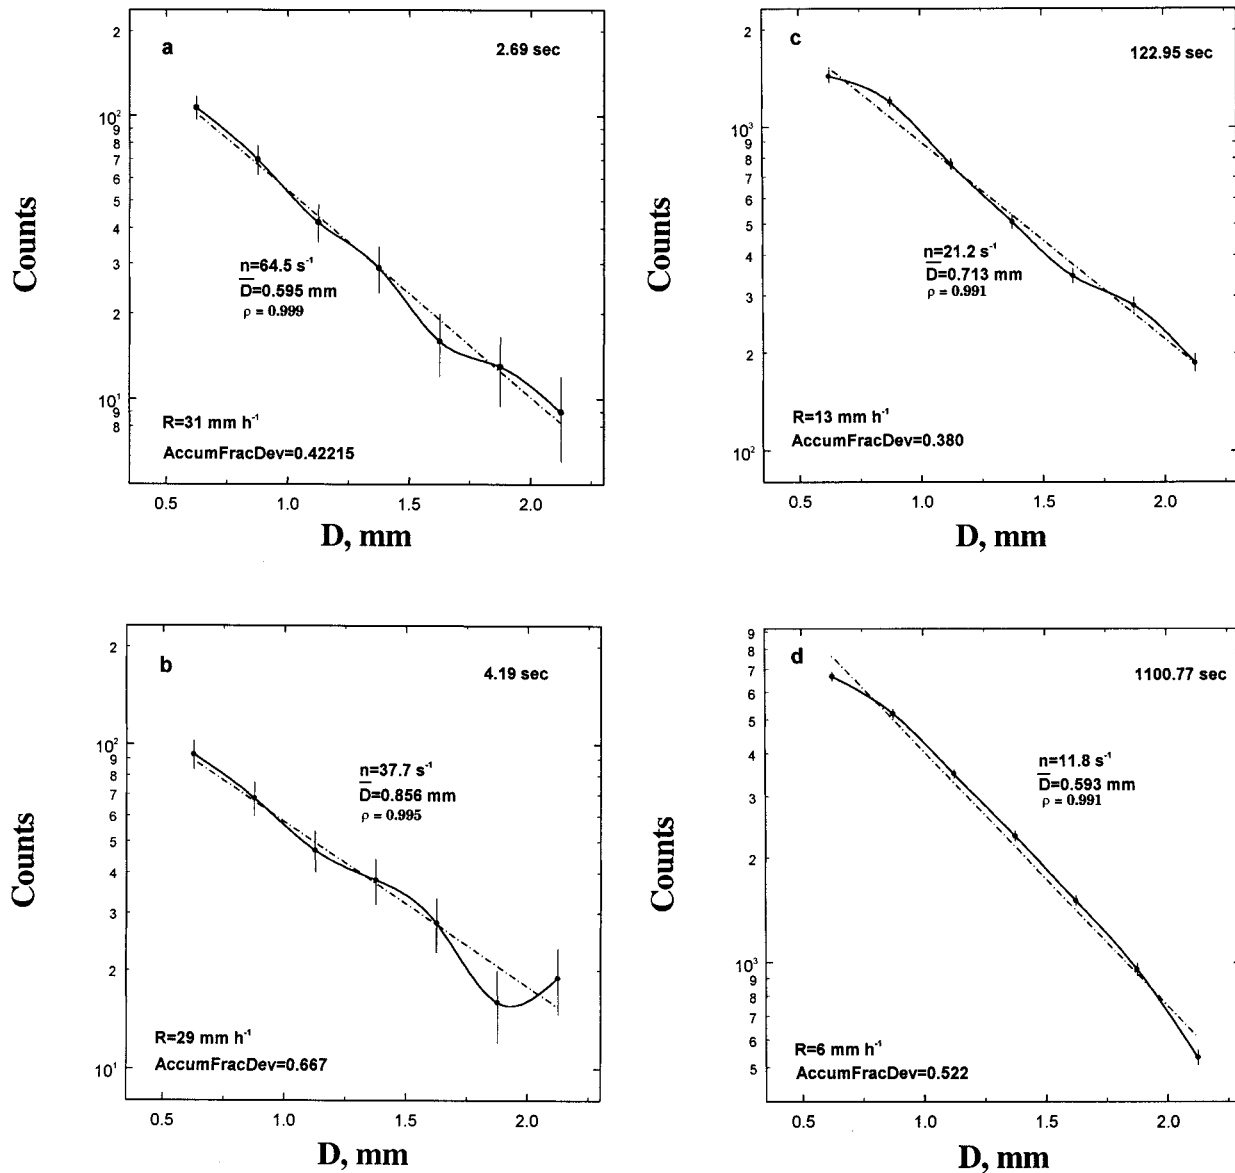 a
2.69 sec
10²
9
8
7
6
5
4
3
2
10¹
9
8
Counts
n=64.5 s⁻¹
D̅=0.595 mm
ρ = 0.999
R=31 mm h⁻¹
AccumFracDev=0.42215
0.5 1.0 1.5 2.0
D, mm
c
122.95 sec
2
10³
9
8
7
6
5
4
3
2
10²
Counts
n=21.2 s⁻¹
D̅=0.713 mm
ρ = 0.991
R=13 mm h⁻¹
AccumFracDev=0.380
0.5 1.0 1.5 2.0
D, mm
b
4.19 sec
2
10²
9
8
7
6
5
4
3
2
10¹
Counts
n=37.7 s⁻¹
D̅=0.856 mm
ρ = 0.995
R=29 mm h⁻¹
AccumFracDev=0.667
0.5 1.0 1.5 2.0
D, mm
d
1100.77 sec
9
8
7
6
5
4
3
2
10³
9
8
7
6
5
Counts
n=11.8 s⁻¹
D̅=0.593 mm
ρ = 0.991
R=6 mm h⁻¹
AccumFracDev=0.522
0.5 1.0 1.5 2.0
D, mm